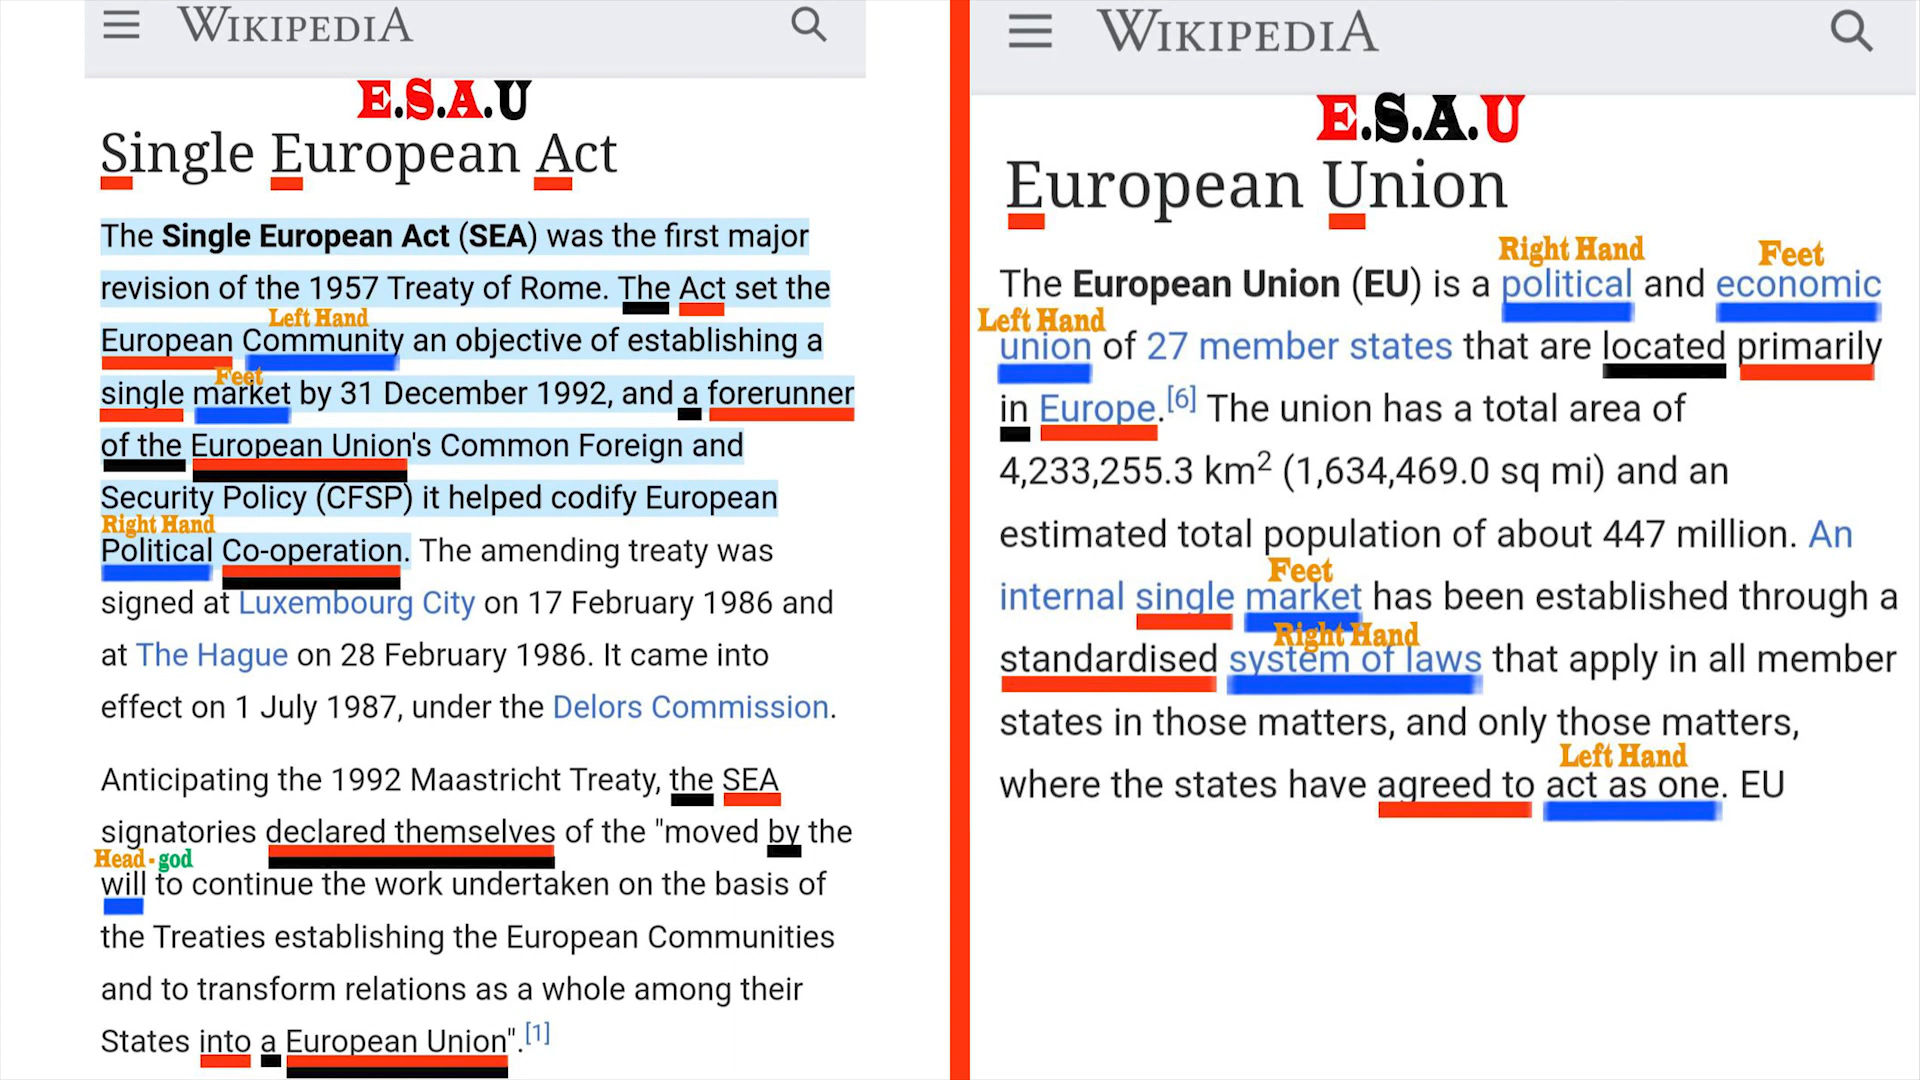 WIKIPEDIA
E.S.A.U
Single European Act
The Single European Act (SEA) was the first major
revision of the 1957 Treaty of Rome. The Act set the
Left Hand
European Community an objective of establishing a
Feet
single market by 31 December 1992, and a forerunner
of the European Union's Common Foreign and
Security Policy (CFSP) it helped codify European
Right Hand
Political Co-operation. The amending treaty was
signed at Luxembourg City on 17 February 1986 and
at The Hague on 28 February 1986. It came into
effect on 1 July 1987, under the Delors Commission.
Anticipating the 1992 Maastricht Treaty, the SEA
signatories declared themselves of the "moved by the
Head - god
will to continue the work undertaken on the basis of
the Treaties establishing the European Communities
and to transform relations as a whole among their
States into a European Union".[1]
WIKIPEDIA
E.S.A.U
European Union
Right Hand Feet
The European Union (EU) is a political and economic
Left Hand
union of 27 member states that are located primarily
in Europe.[6] The union has a total area of
4,233,255.3 km2 (1,634,469.0 sq mi) and an
estimated total population of about 447 million. An
Feet
internal single market has been established through a
Right Hand
standardised system of laws that apply in all member
states in those matters, and only those matters,
Left Hand
where the states have agreed to act as one. EU